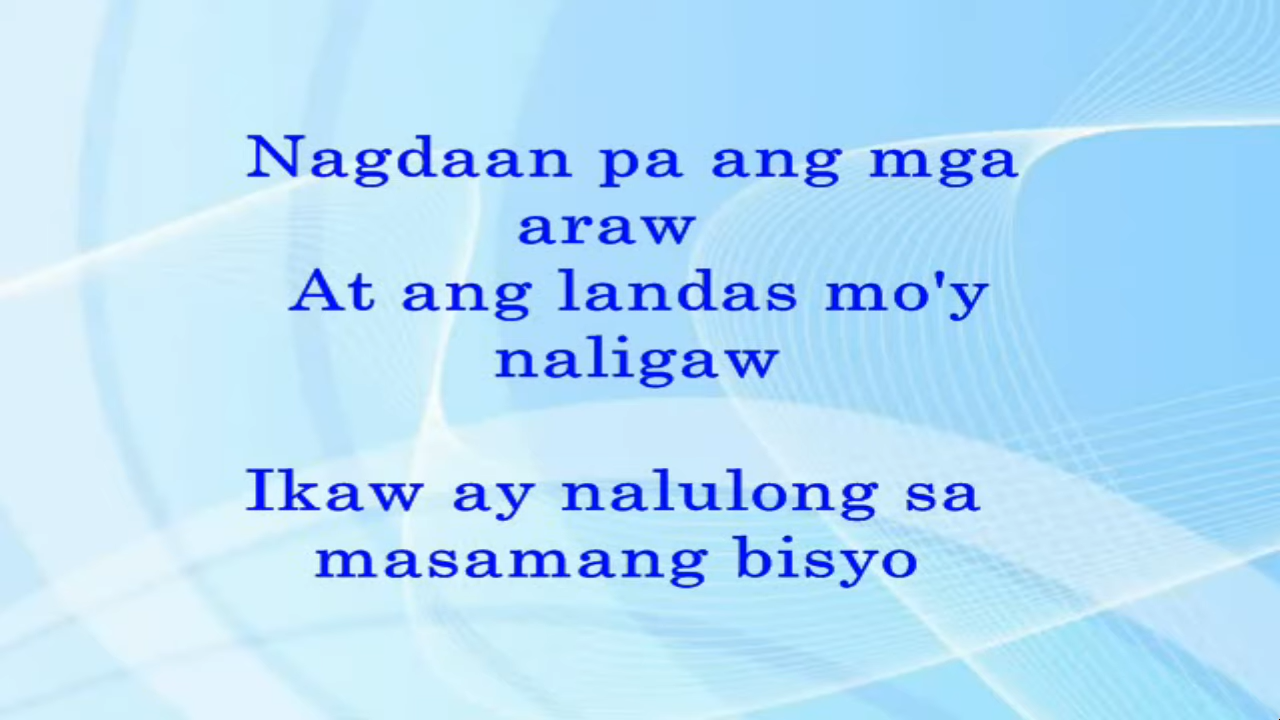 Nagdaan pa ang mga
araw
At ang landas mo'y
naligaw
Ikaw ay nalulong sa
masamang bisyo